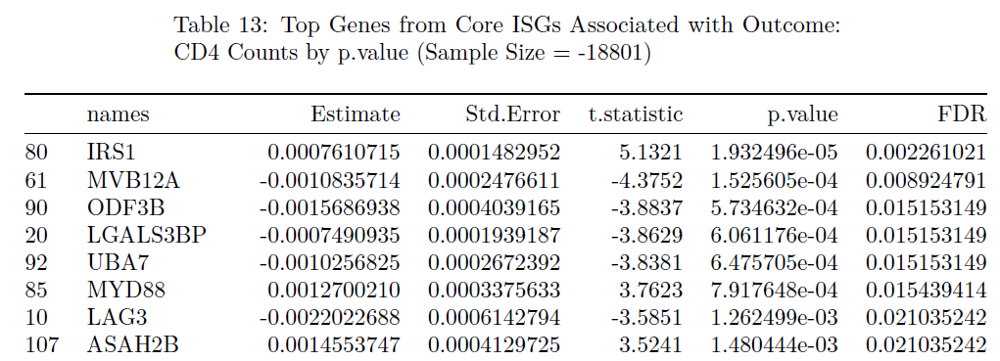 Table 13: Top Genes from Core ISGs Associated with Outcome:
CD4 Counts by p.value (Sample Size = -18801)
names Estimate Std.Error t.statistic p.value FDR
80 IRS1 0.0007610715 0.0001482952 5.1321 1.932496e-05 0.002261021
61 MVB12A -0.0010835714 0.0002476611 -4.3752 1.525605e-04 0.008924791
90 ODF3B -0.0015686938 0.0004039165 -3.8837 5.734632e-04 0.015153149
20 LGALS3BP -0.0007490935 0.0001939187 -3.8629 6.061176e-04 0.015153149
92 UBA7 -0.0010256825 0.0002672392 -3.8381 6.475705e-04 0.015153149
85 MYD88 0.0012700210 0.0003375633 3.7623 7.917648e-04 0.015439414
10 LAG3 -0.0022022688 0.0006142794 -3.5851 1.262499e-03 0.021035242
107 ASAH2B 0.0014553747 0.0004129725 3.5241 1.480444e-03 0.021035242